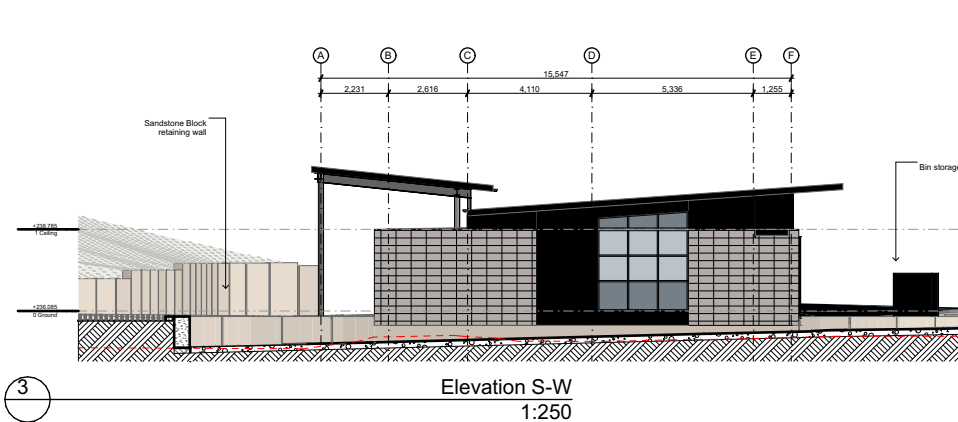 A B C D E F
15,547
2,231 2,616 4,110 5,336 1,255
Sandstone Block
retaining wall
Bin storage
+238,785
1 Ceiling
+236,085
0 Ground
3
Elevation S-W
1:250